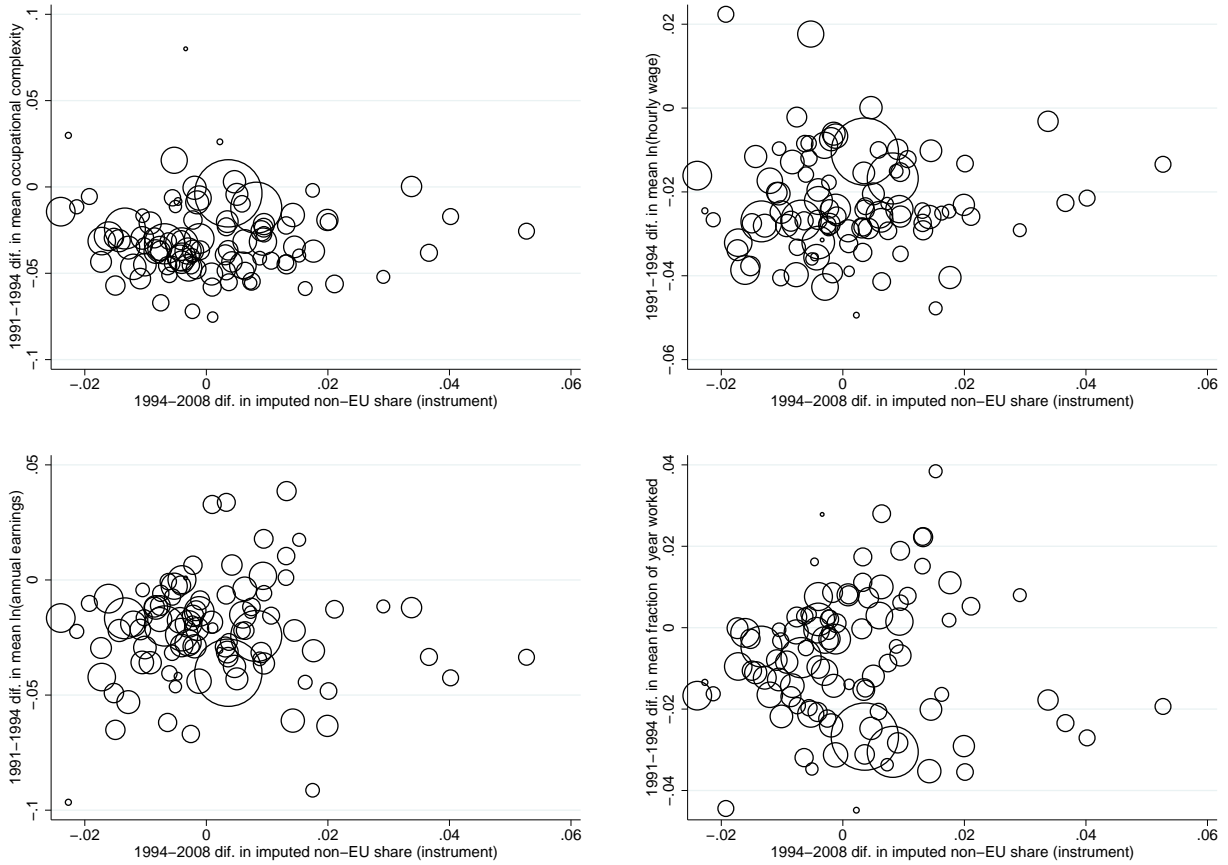 1991−1994 dif. in mean occupational complexity
.1
.05
0
−.05
−.1
−.02 0 .02 .04 .06
1994−2008 dif. in imputed non−EU share (instrument)
1991−1994 dif. in mean ln(hourly wage)
.02
0
−.02
−.04
−.06
−.02 0 .02 .04 .06
1994−2008 dif. in imputed non−EU share (instrument)
1991−1994 dif. in mean ln(annual earnings)
.05
0
−.05
−.1
−.02 0 .02 .04 .06
1994−2008 dif. in imputed non−EU share (instrument)
1991−1994 dif. in mean fraction of year worked
.04
.02
0
−.02
−.04
−.02 0 .02 .04 .06
1994−2008 dif. in imputed non−EU share (instrument)